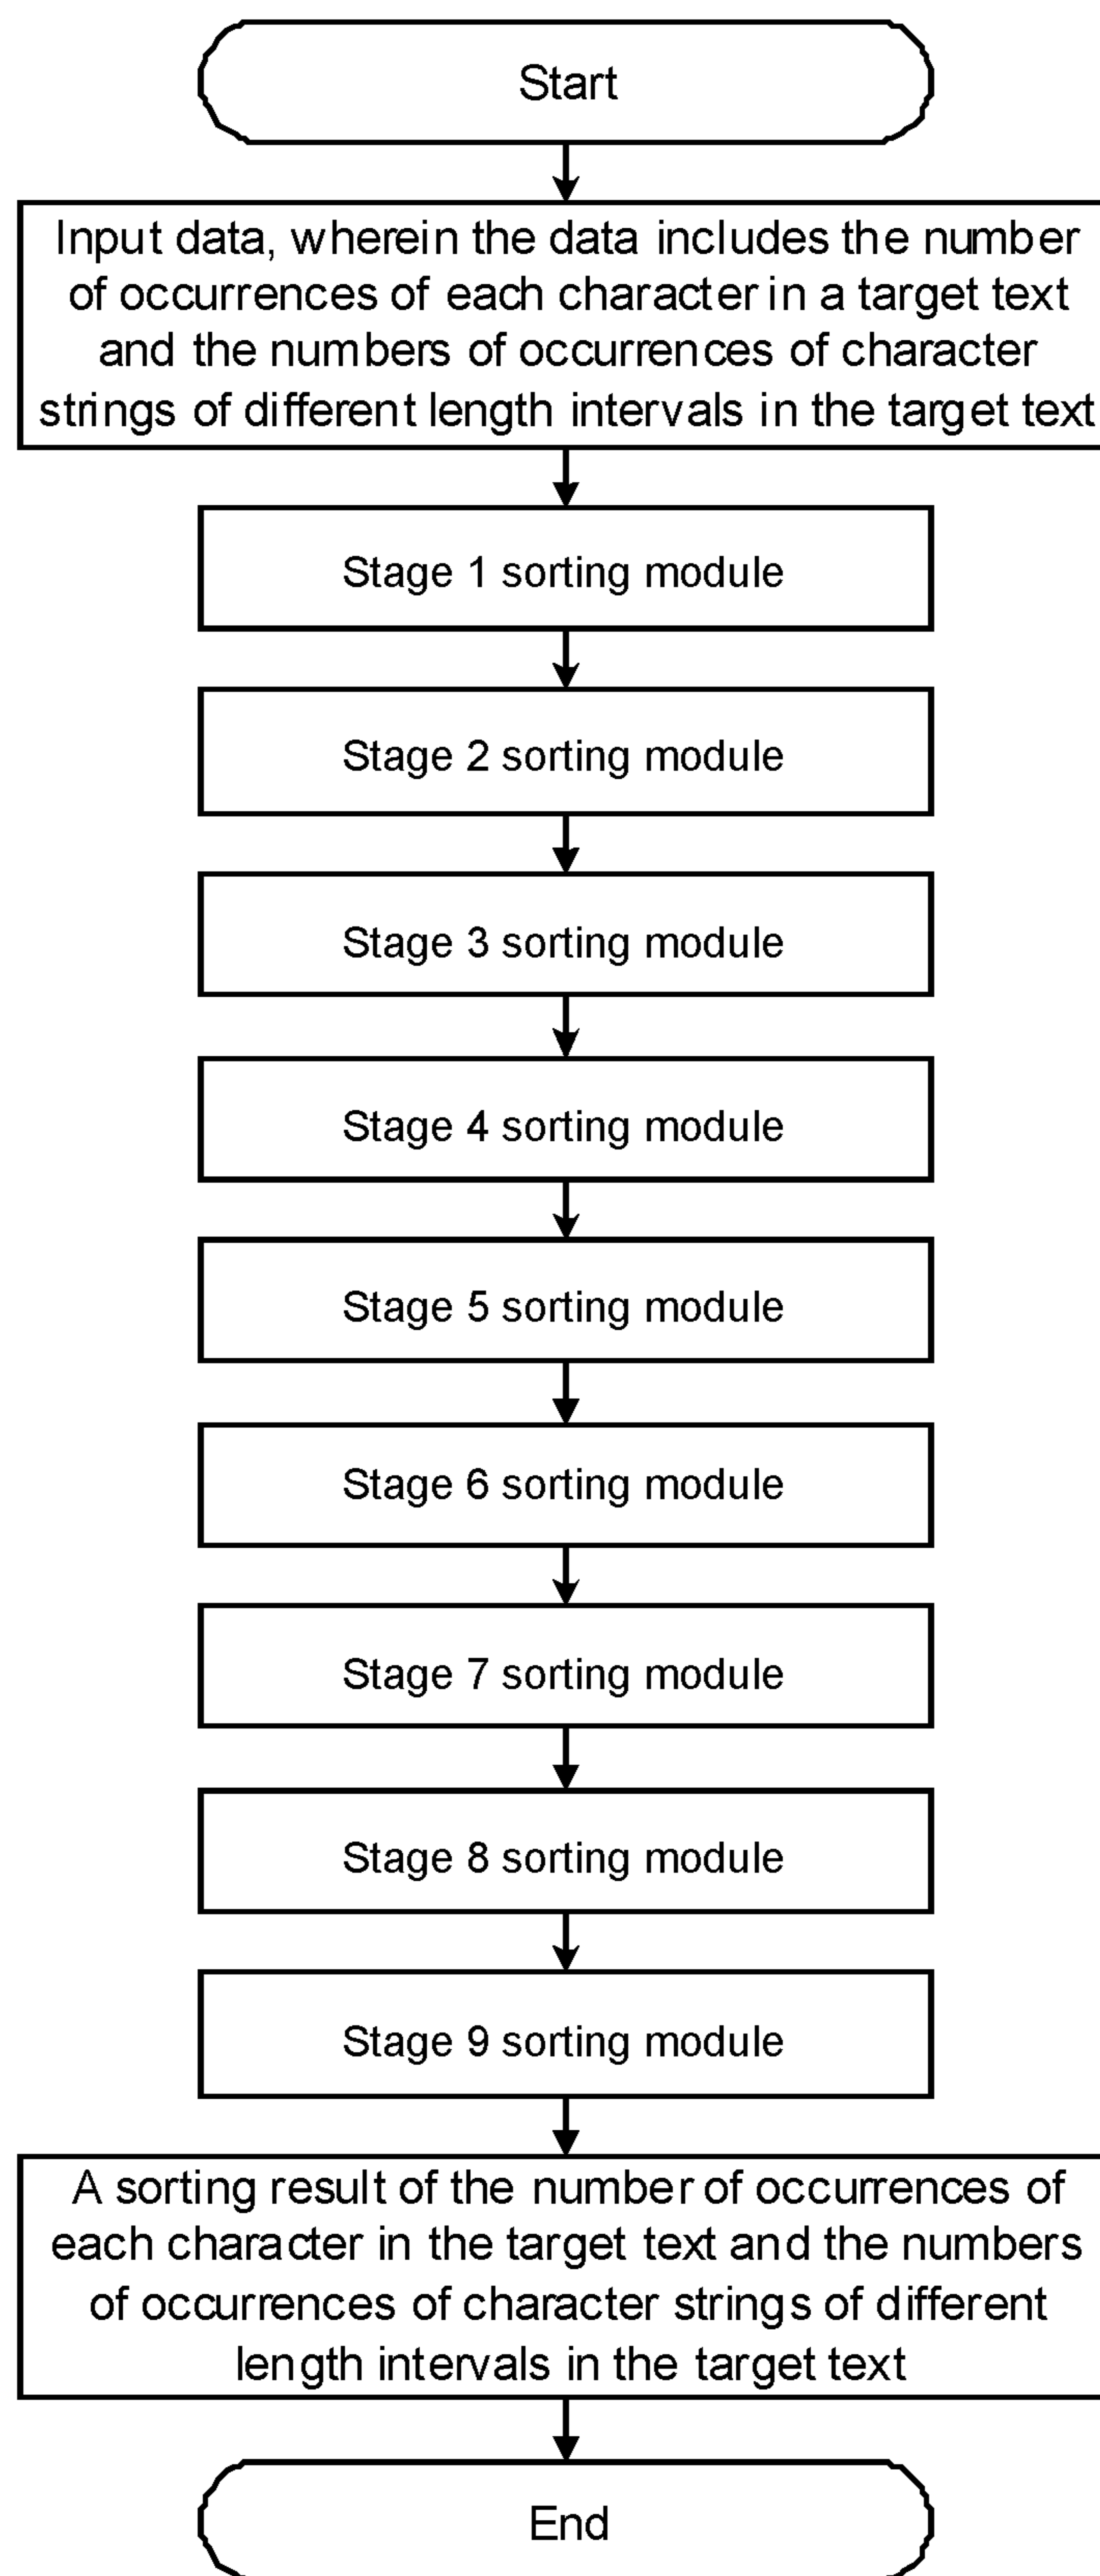 Start
Input data, wherein the data includes the number
of occurrences of each character in a target text
and the numbers of occurrences of character
strings of different length intervals in the target text
Stage 1 sorting module
Stage 2 sorting module
Stage 3 sorting module
Stage 4 sorting module
Stage 5 sorting module
Stage 6 sorting module
Stage 7 sorting module
Stage 8 sorting module
Stage 9 sorting module
A sorting result of the number of occurrences of
each character in the target text and the numbers
of occurrences of character strings of different
length intervals in the target text
End